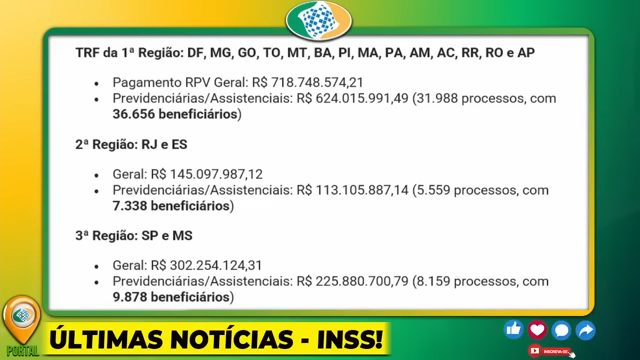 TRF da 1ª Região: DF, MG, GO, TO, MT, BA, PI, MA, PA, AM, AC, RR, RO e AP
• Pagamento RPV Geral: R$ 718.748.574,21
• Previdenciárias/Assistenciais: R$ 624.015.991,49 (31.988 processos, com
36.656 beneficiários)
2ª Região: RJ e ES
• Geral: R$ 145.097.987,12
• Previdenciárias/Assistenciais: R$ 113.105.887,14 (5.559 processos, com
7.338 beneficiários)
3ª Região: SP e MS
• Geral: R$ 302.254.124,31
• Previdenciárias/Assistenciais: R$ 225.880.700,79 (8.159 processos, com
9.878 beneficiários)
PORTAL
ÚLTIMAS NOTÍCIAS - INSS!
INSCREVA-SE